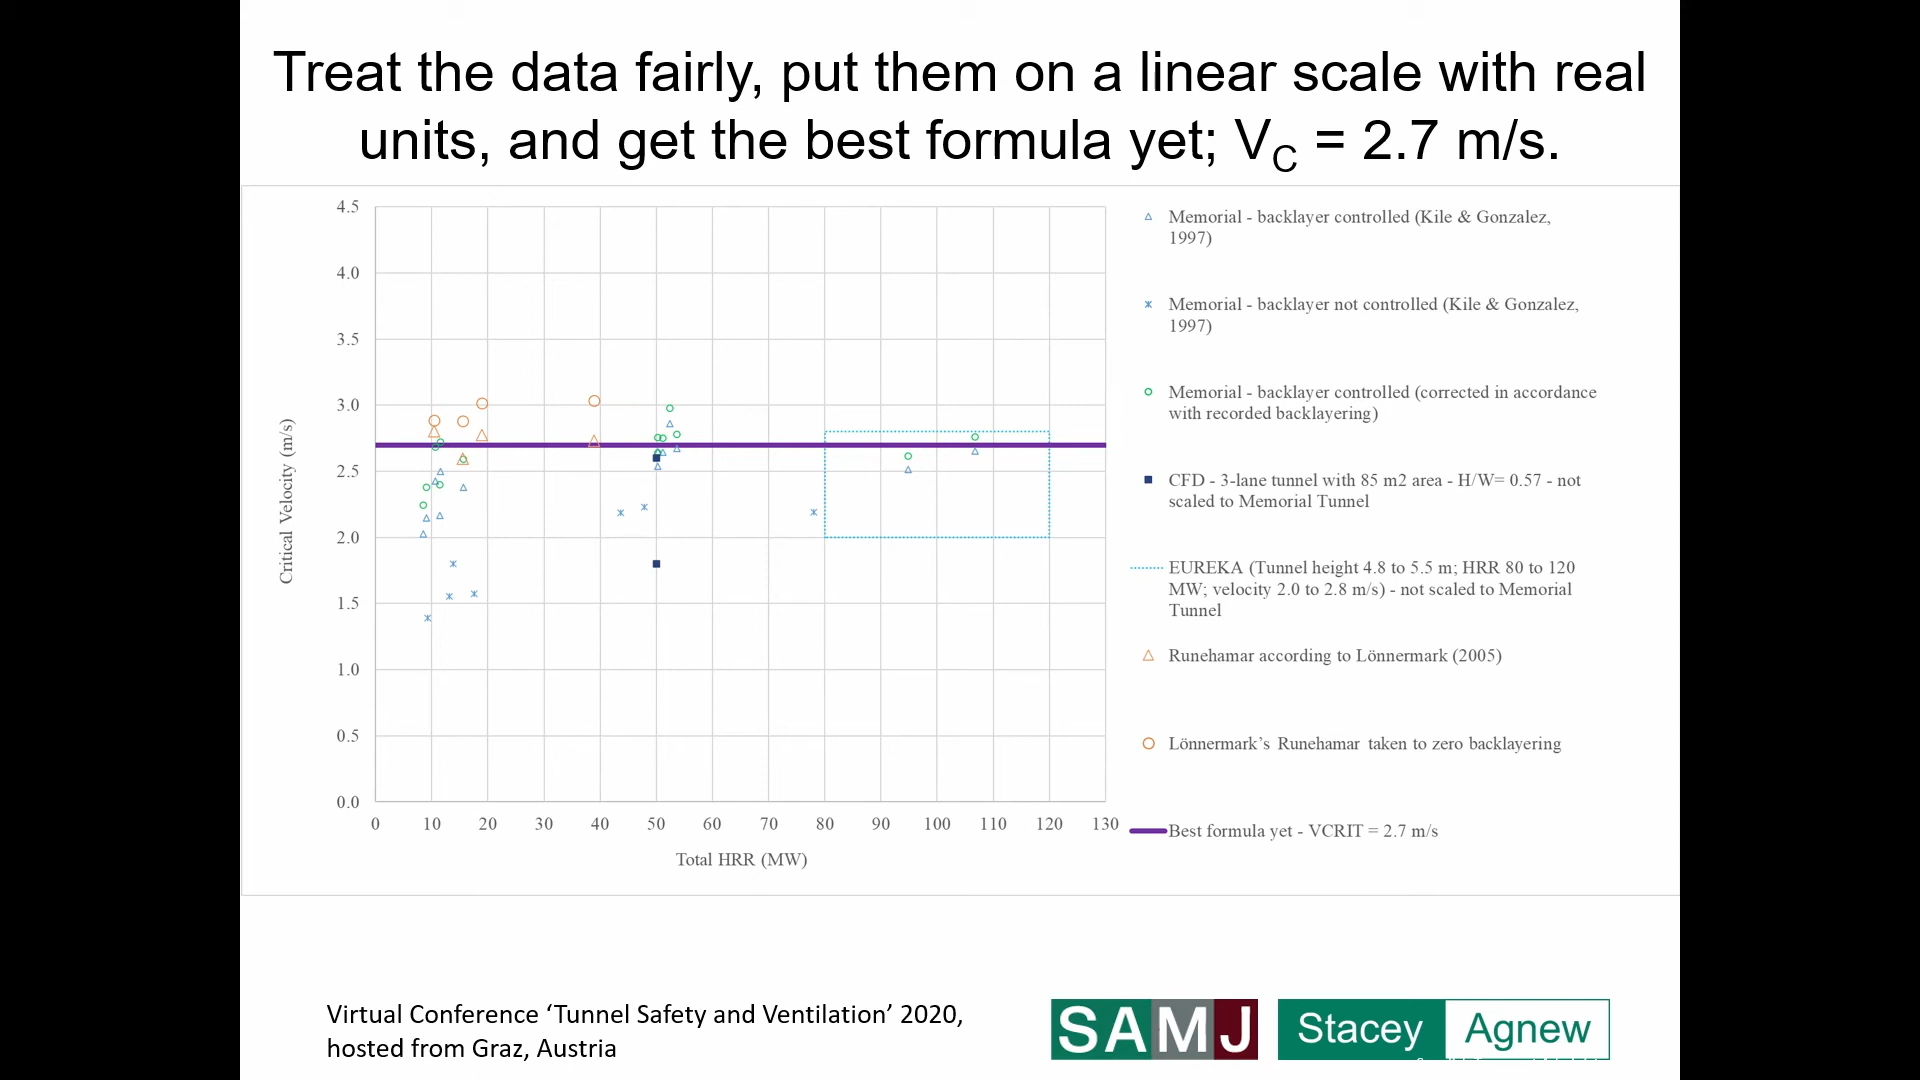 Treat the data fairly, put them on a linear scale with real
units, and get the best formula yet; VC = 2.7 m/s.
4.5
4.0
3.5
3.0
2.5
2.0
1.5
1.0
0.5
0.0
Critical Velocity (m/s)
0 10 20 30 40 50 60 70 80 90 100 110 120 130
Total HRR (MW)
Memorial - backlayer controlled (Kile & Gonzalez,
1997)
Memorial - backlayer not controlled (Kile & Gonzalez,
1997)
Memorial - backlayer controlled (corrected in accordance
with recorded backlayering)
CFD - 3-lane tunnel with 85 m2 area - H/W= 0.57 - not
scaled to Memorial Tunnel
EUREKA (Tunnel height 4.8 to 5.5 m; HRR 80 to 120
MW; velocity 2.0 to 2.8 m/s) - not scaled to Memorial
Tunnel
Runehamar according to Lönnermark (2005)
Lönnermark’s Runehamar taken to zero backlayering
Best formula yet - VCRIT = 2.7 m/s
Virtual Conference ‘Tunnel Safety and Ventilation’ 2020,
hosted from Graz, Austria
SAMJ
Stacey Agnew